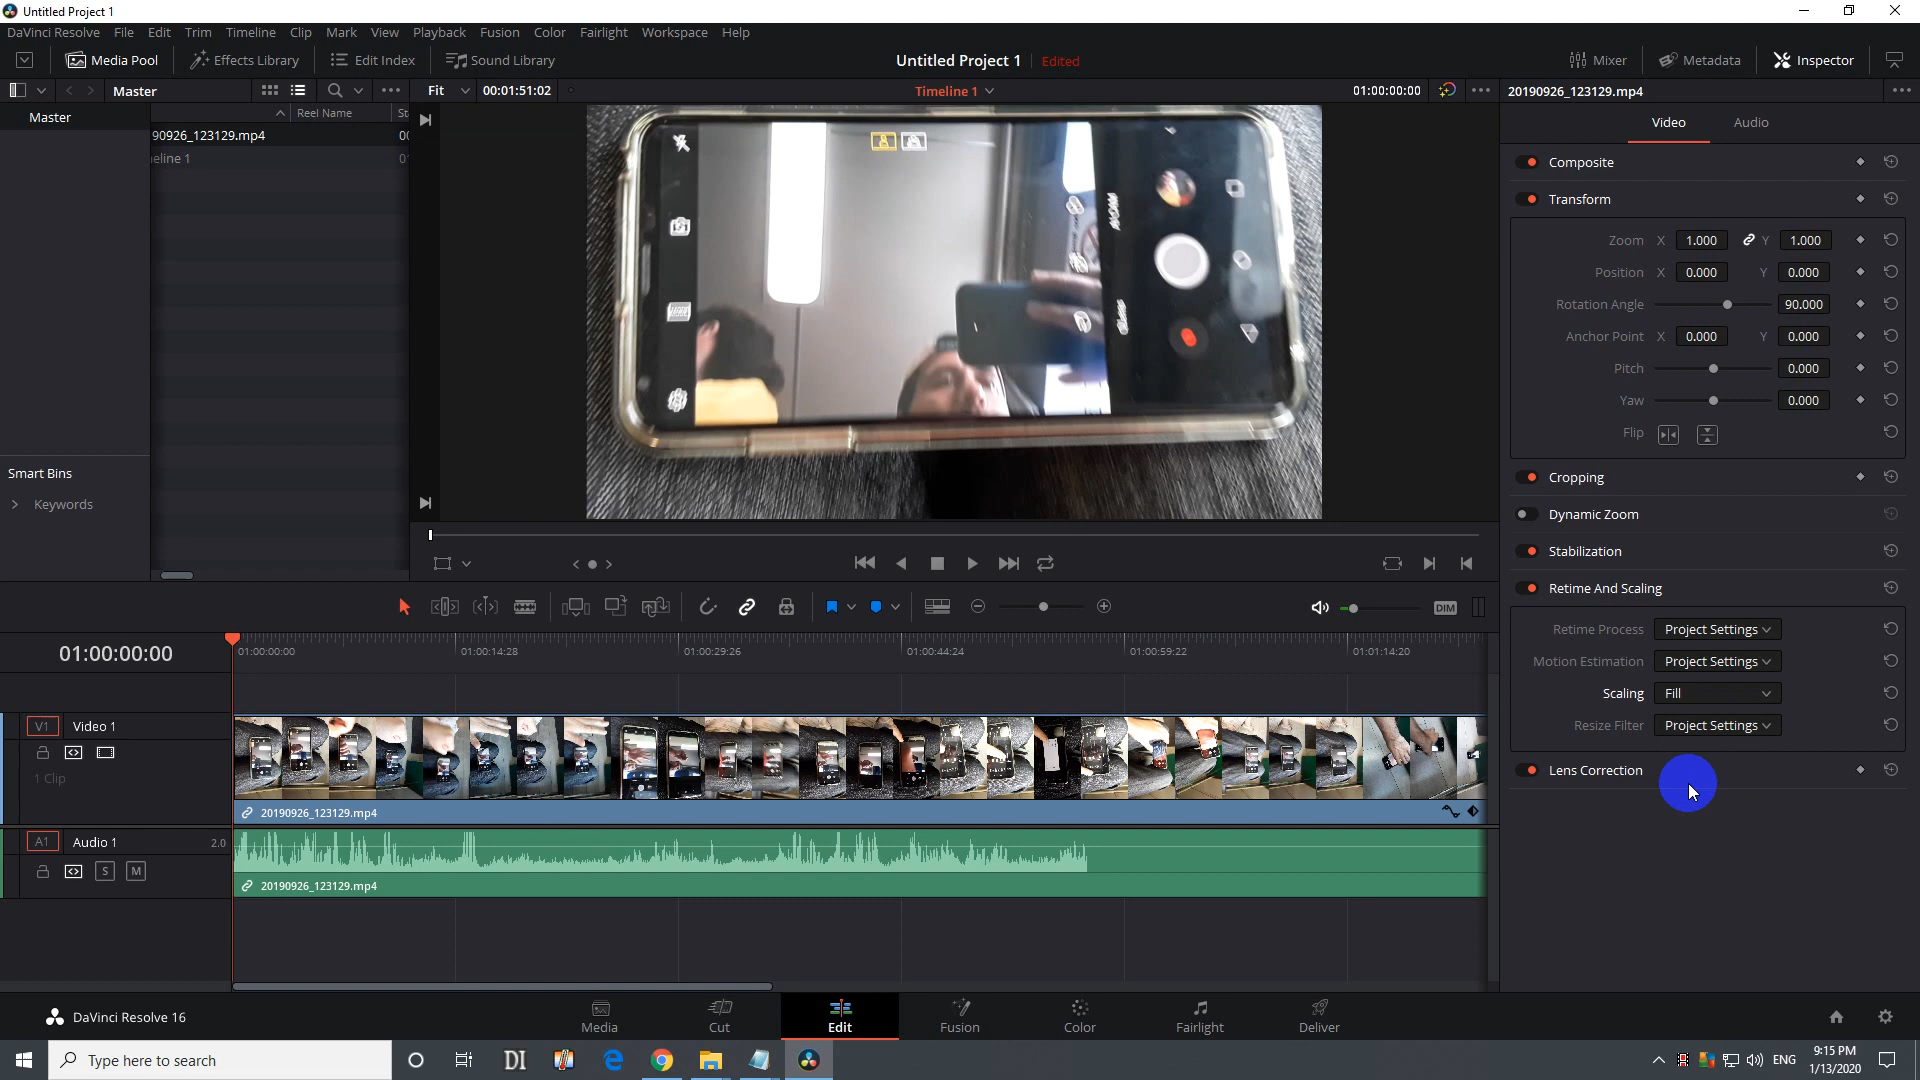 Untitled Project 1
DaVinci Resolve File Edit Trim Timeline Clip Mark View Playback Fusion Color Fairlight Workspace Help
Media Pool Effects Library Edit Index Sound Library Untitled Project 1 Edited Mixer Metadata Inspector
Master Fit 00:01:51:02 Timeline 1 01:00:00:00 20190926_123129.mp4
Master Reel Name St
Video Audio
90926_123129.mp4 00
eline 1 01
Composite
Transform
Zoom X 1.000 Y 1.000
Position X 0.000 Y 0.000
Rotation Angle 90.000
Anchor Point X 0.000 Y 0.000
Pitch 0.000
Yaw 0.000
Flip
Smart Bins
Keywords
Cropping
Dynamic Zoom
Stabilization
Retime And Scaling
DIM
Retime Process Project Settings
Motion Estimation Project Settings
Scaling Fill
Resize Filter Project Settings
Lens Correction
01:00:00:00
01:00:00:00 01:00:14:28 01:00:29:26 01:00:44:24 01:00:59:22 01:01:14:20
V1 Video 1
1 Clip
20190926_123129.mp4
A1 Audio 1 2.0
S M
20190926_123129.mp4
DaVinci Resolve 16
Media Cut Edit Fusion Color Fairlight Deliver
Type here to search
DI
ENG
9:15 PM
1/13/2020